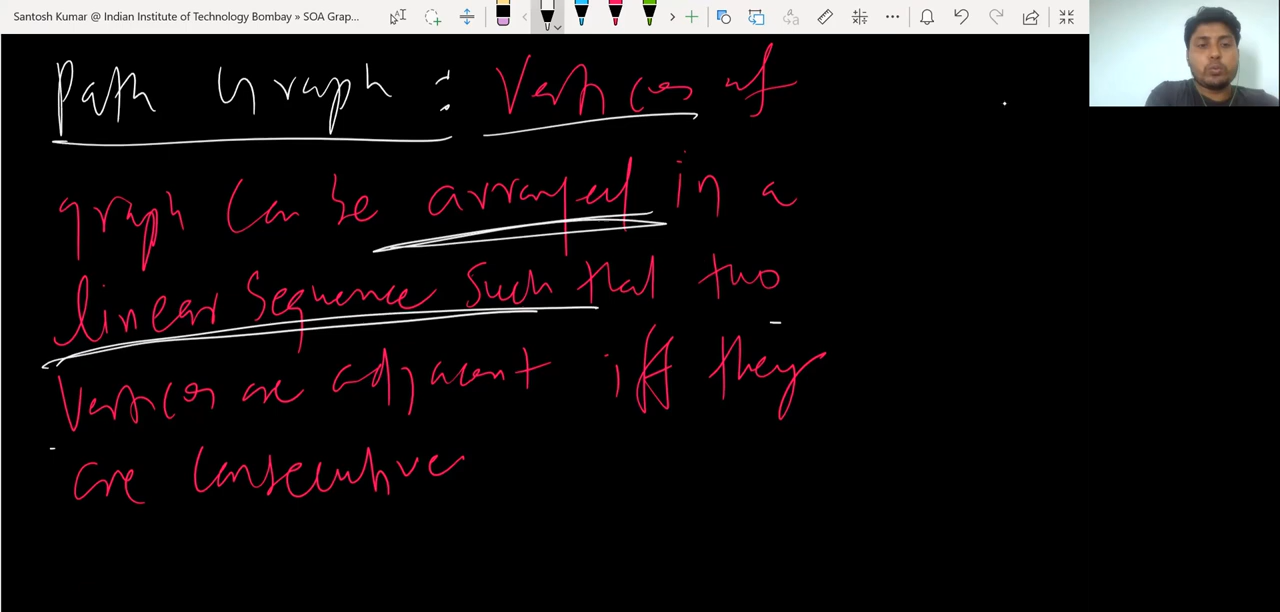 Santosh Kumar @ Indian Institute of Technology Bombay » SOA Grap...
Path Graph : Vertices of
graph can be arranged in a
linear sequence such that two
Vertices are adjacent iff they
are consecutive